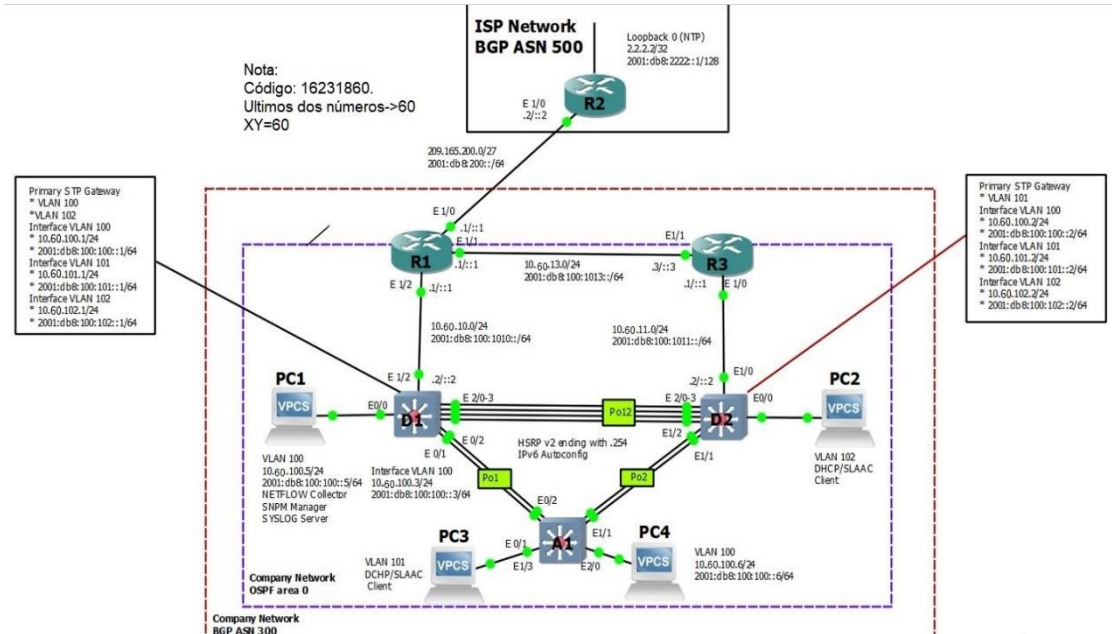 ISP Network
BGP ASN 500
Loopback 0 (NTP)
2.2.2.2/32
2001:db8:2222::1/128
R2
E 1/0
.2/::2
Nota:
Código: 16231860.
Ultimos dos números->60
XY=60
209.165.200.0/27
2001:db8:200::/64
Primary STP Gateway
* VLAN 100
*VLAN 102
Interface VLAN 100
* 10.60.100.1/24
* 2001:db8:100:100::1/64
Interface VLAN 101
* 10.60.101.1/24
* 2001:db8:100:101::1/64
Interface VLAN 102
* 10.60.102.1/24
* 2001:db8:100:102::1/64
Primary STP Gateway
* VLAN 101
Interface VLAN 100
* 10.60.100.2/24
* 2001:db8:100:100::2/64
Interface VLAN 101
* 10.60.101.2/24
* 2001:db8:100:101::2/64
Interface VLAN 102
* 10.60.102.2/24
* 2001:db8:100:102::2/64
E 1/0
.1/::1
R1
E 1/1
.1/::1
E 1/2
.1/::1
10.60.13.0/24
2001:db8:100:1013::/64
E1/1
.3/::3
R3
.1/::1
E 1/0
10.60.10.0/24
2001:db8:100:1010::/64
10.60.11.0/24
2001:db8:100:1011::/64
E 1/2
.2/::2
E1/0
.2/::2
PC1
VPCS
E0/0
D1
E 2/0-3
Po12
E 2/0-3
D2
E0/0
PC2
VPCS
E 0/2
E 0/1
E1/2
E1/1
HSRP v2 ending with .254
IPv6 Autoconfig
VLAN 100
10.60.100.5/24
2001:db8:100:100::5/64
NETFLOW Collector
SNPM Manager
SYSLOG Server
Interface VLAN 100
10.60.100.3/24
2001:db8:100:100::3/64
Po1
Po2
VLAN 102
DHCP/SLAAC
Client
E0/2
E 0/1
A1
E1/1
E1/3
E2/0
PC3
VPCS
VLAN 101
DCHP/SLAAC
Client
PC4
VPCS
VLAN 100
10.60.100.6/24
2001:db8:100:100::6/64
Company Network
OSPF area 0
Company Network
BGP ASN 300